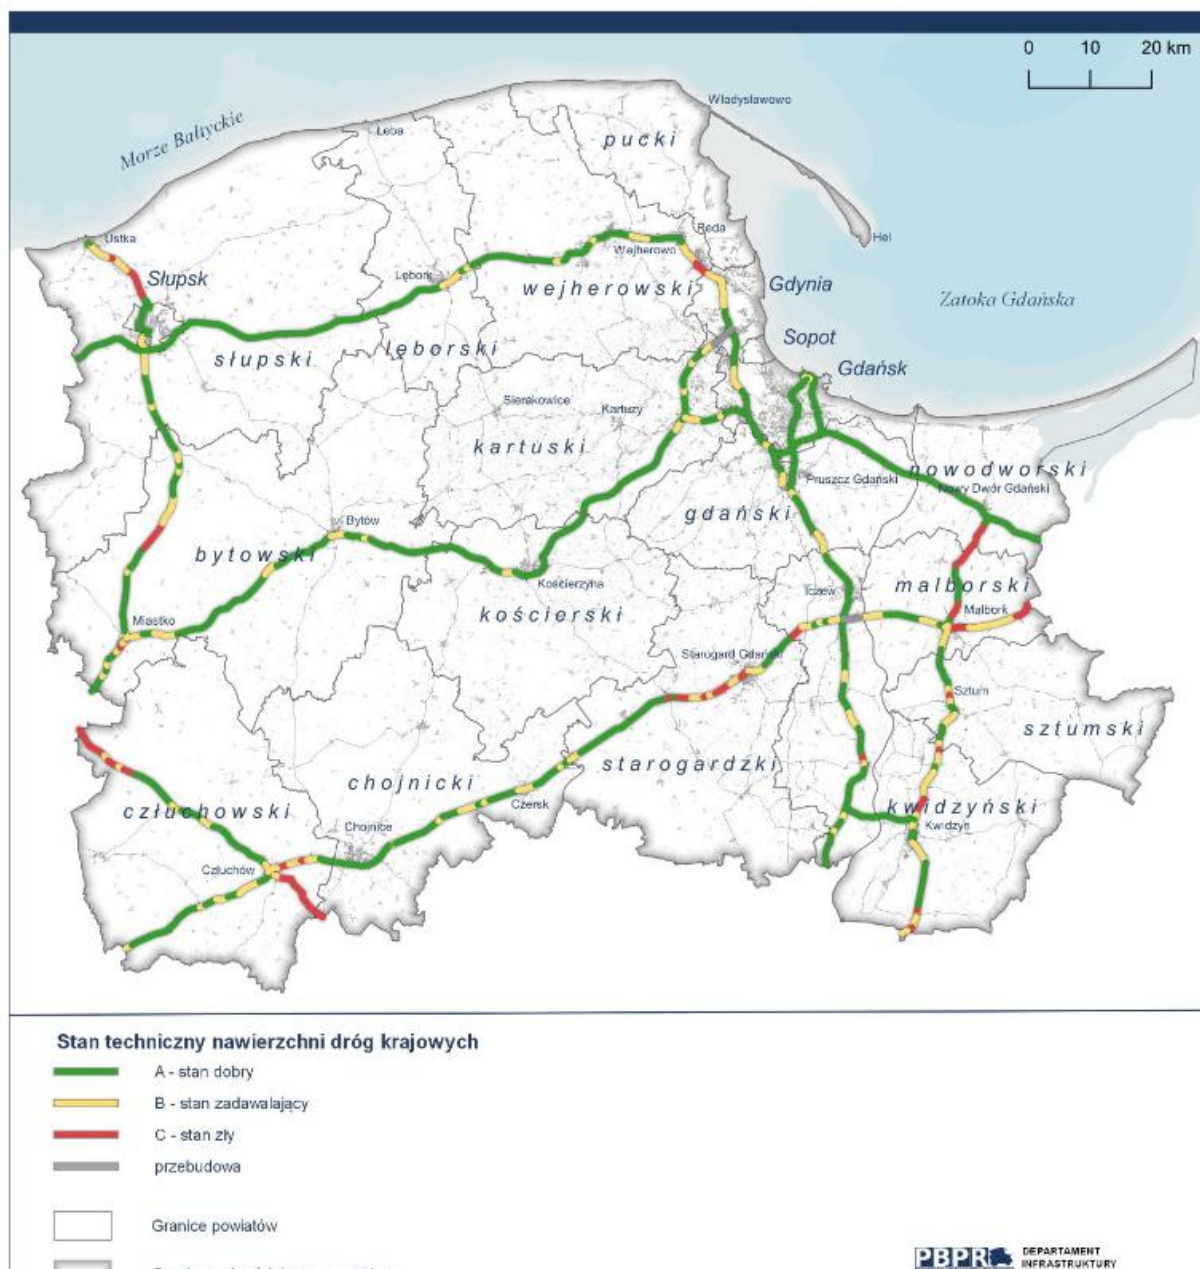 0 10 20 km
Morze Bałtyckie
Władysławowo
Łeba
pucki
Ustka
Reda
Wejherowo
Hel
Słupsk
Lębork
wejherowski
Gdynia
Zatoka Gdańska
Sopot
słupski
lęborski
Gdańsk
Sierakowice
Kartuzy
kartuski
nowodworski
Pruszcz Gdański
Nowy Dwór Gdański
gdański
Bytów
bytowski
Kościerzyna
Tczew
malborski
Malbork
kościerski
Miastko
Starogard Gdański
Sztum
sztumski
starogardzki
chojnicki
człuchowski
Czersk
kwidzyński
Kwidzyn
Chojnice
Człuchów
Stan techniczny nawierzchni dróg krajowych
A - stan dobry
B - stan zadawalający
C - stan zły
przebudowa
Granice powiatów
PBPR
DEPARTAMENT
INFRASTRUKTURY